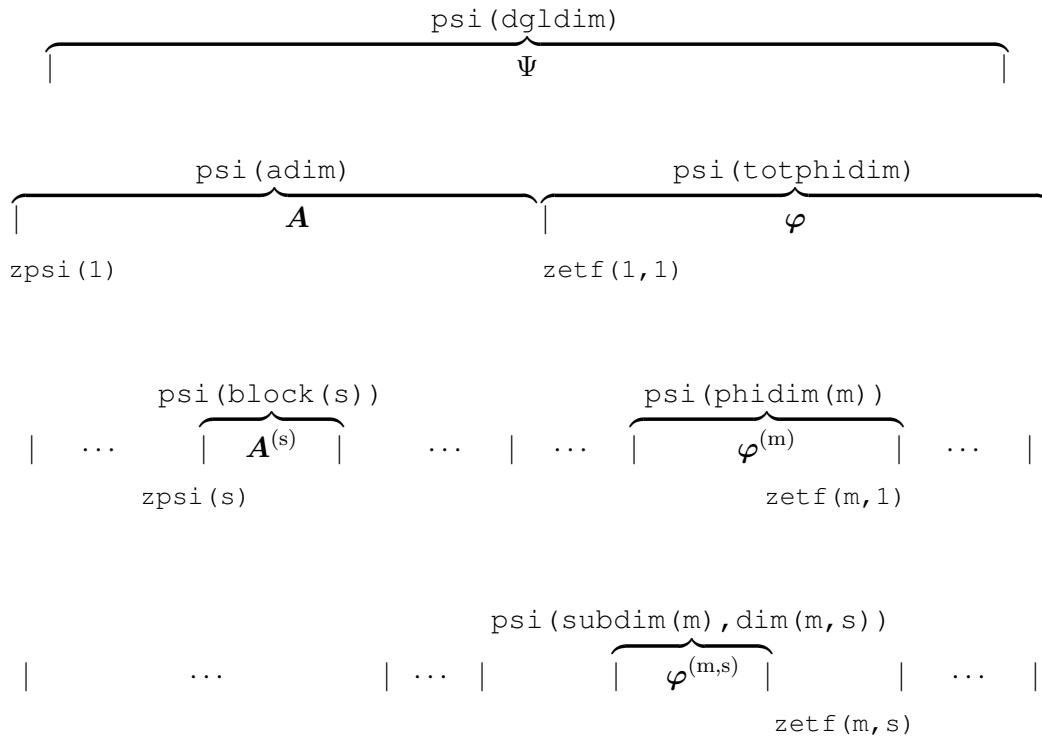 psi(dgldim)
| Ψ |
psi(adim) psi(totphidim)
| A | φ
zpsi(1) zetf(1,1)
psi(block(s)) psi(phidim(m))
| ··· | A^(s) | ··· | ··· | φ^(m) | ··· |
zpsi(s) zetf(m,1)
psi(subdim(m),dim(m,s))
| ··· | ··· | | φ^(m,s) | | ··· |
zetf(m,s)